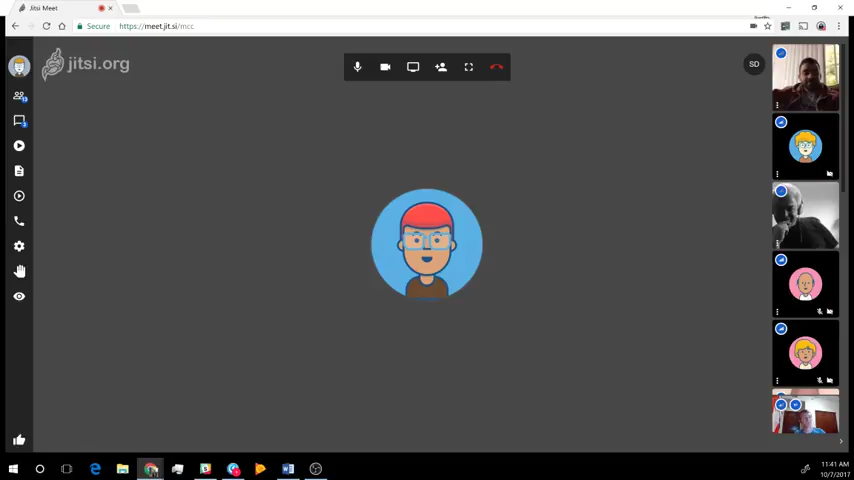 Jitsi Meet
Secure
https://meet.jit.si/mcc
jitsi.org
SD
11:41 AM
10/7/2017